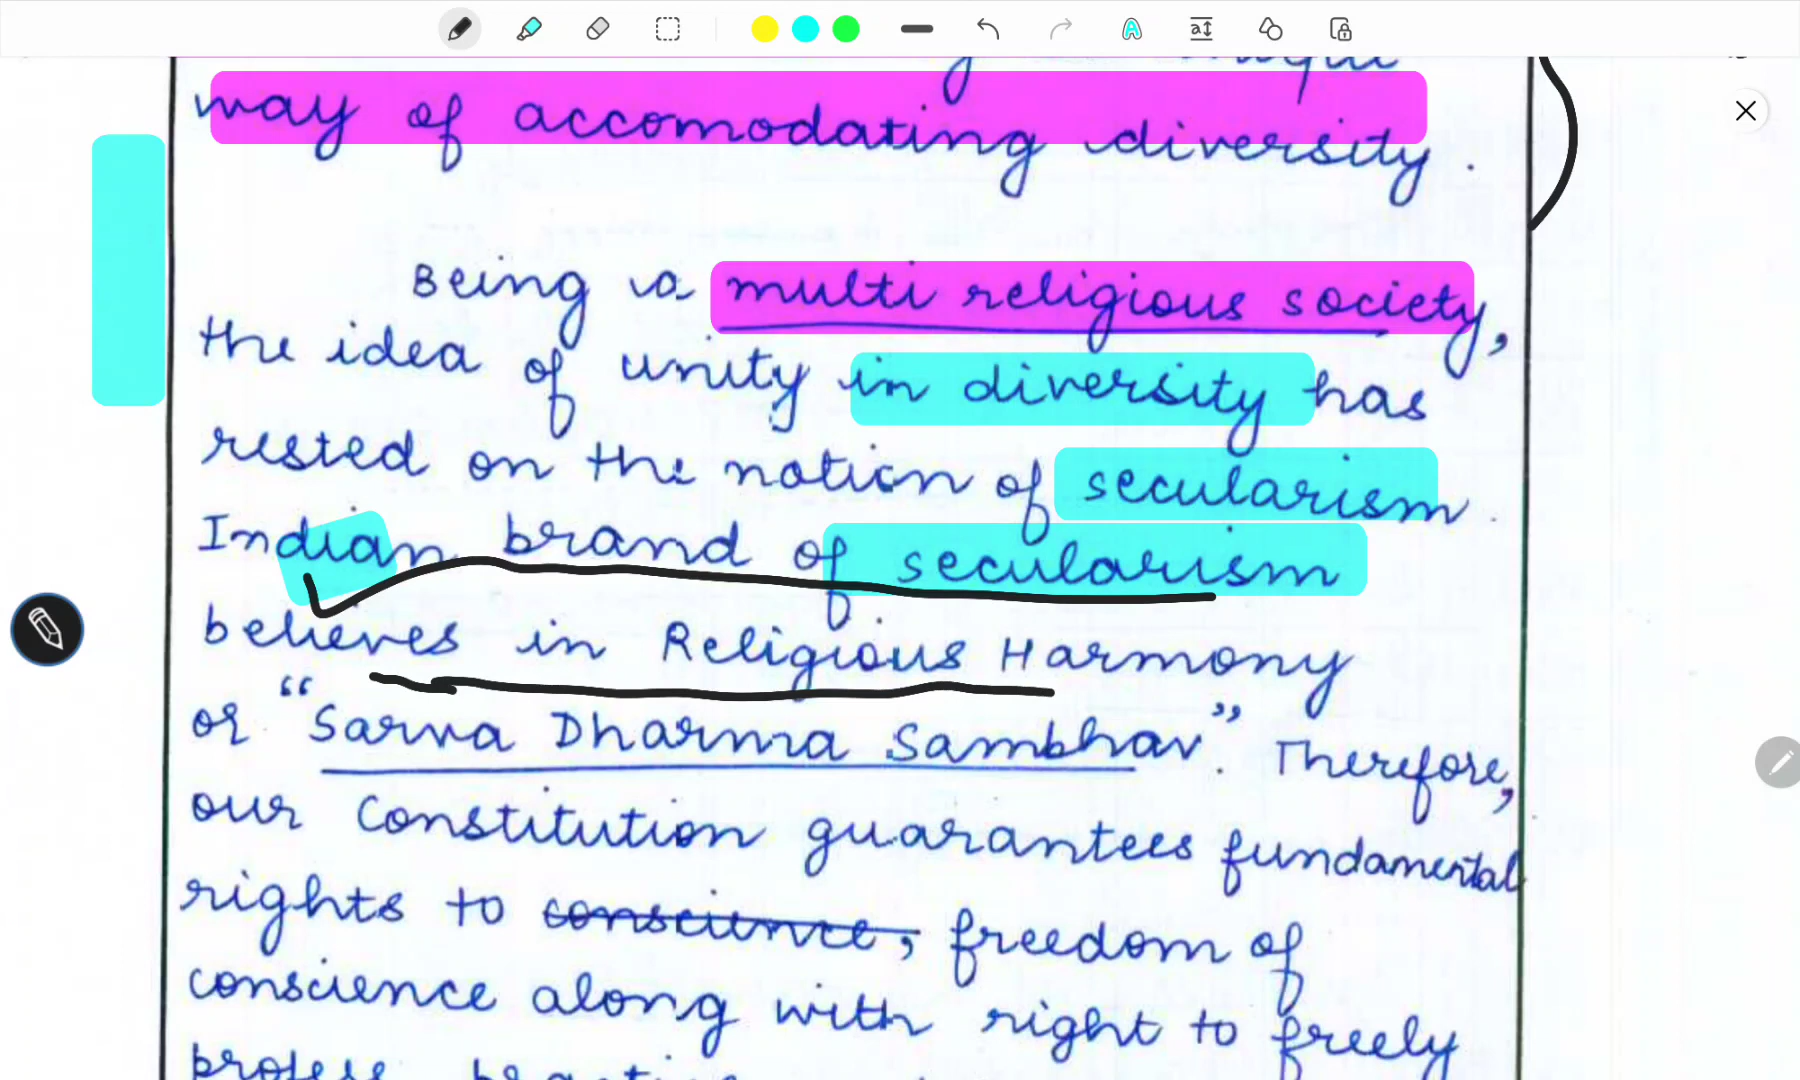 way of accomodating diversity.
Being a multi religious society,
the idea of unity in diversity has
rested on the notion of secularism.
Indian brand of secularism
believes in Religious Harmony
or "Sarva Dharma Sambhav". Therefore,
our Constitution guarantees fundamental
rights to conscience, freedom of
conscience along with right to freely